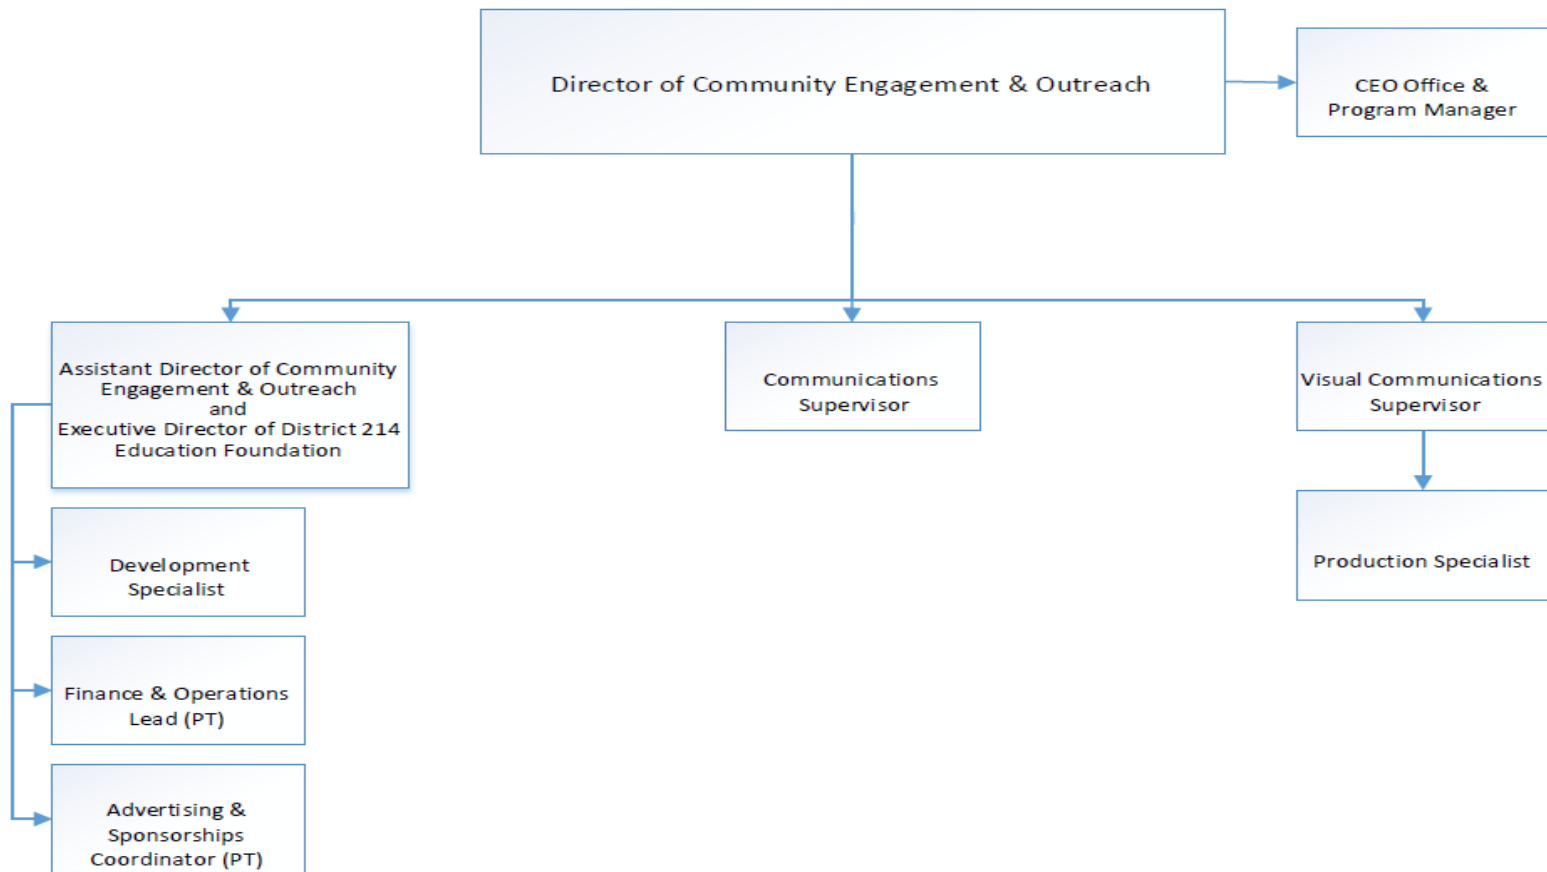 Director of Community Engagement & Outreach
CEO Office &
Program Manager
Assistant Director of Community
Engagement & Outreach
and
Executive Director of District 214
Education Foundation
Communications
Supervisor
Visual Communications
Supervisor
Development
Specialist
Production Specialist
Finance & Operations
Lead (PT)
Advertising &
Sponsorships
Coordinator (PT)